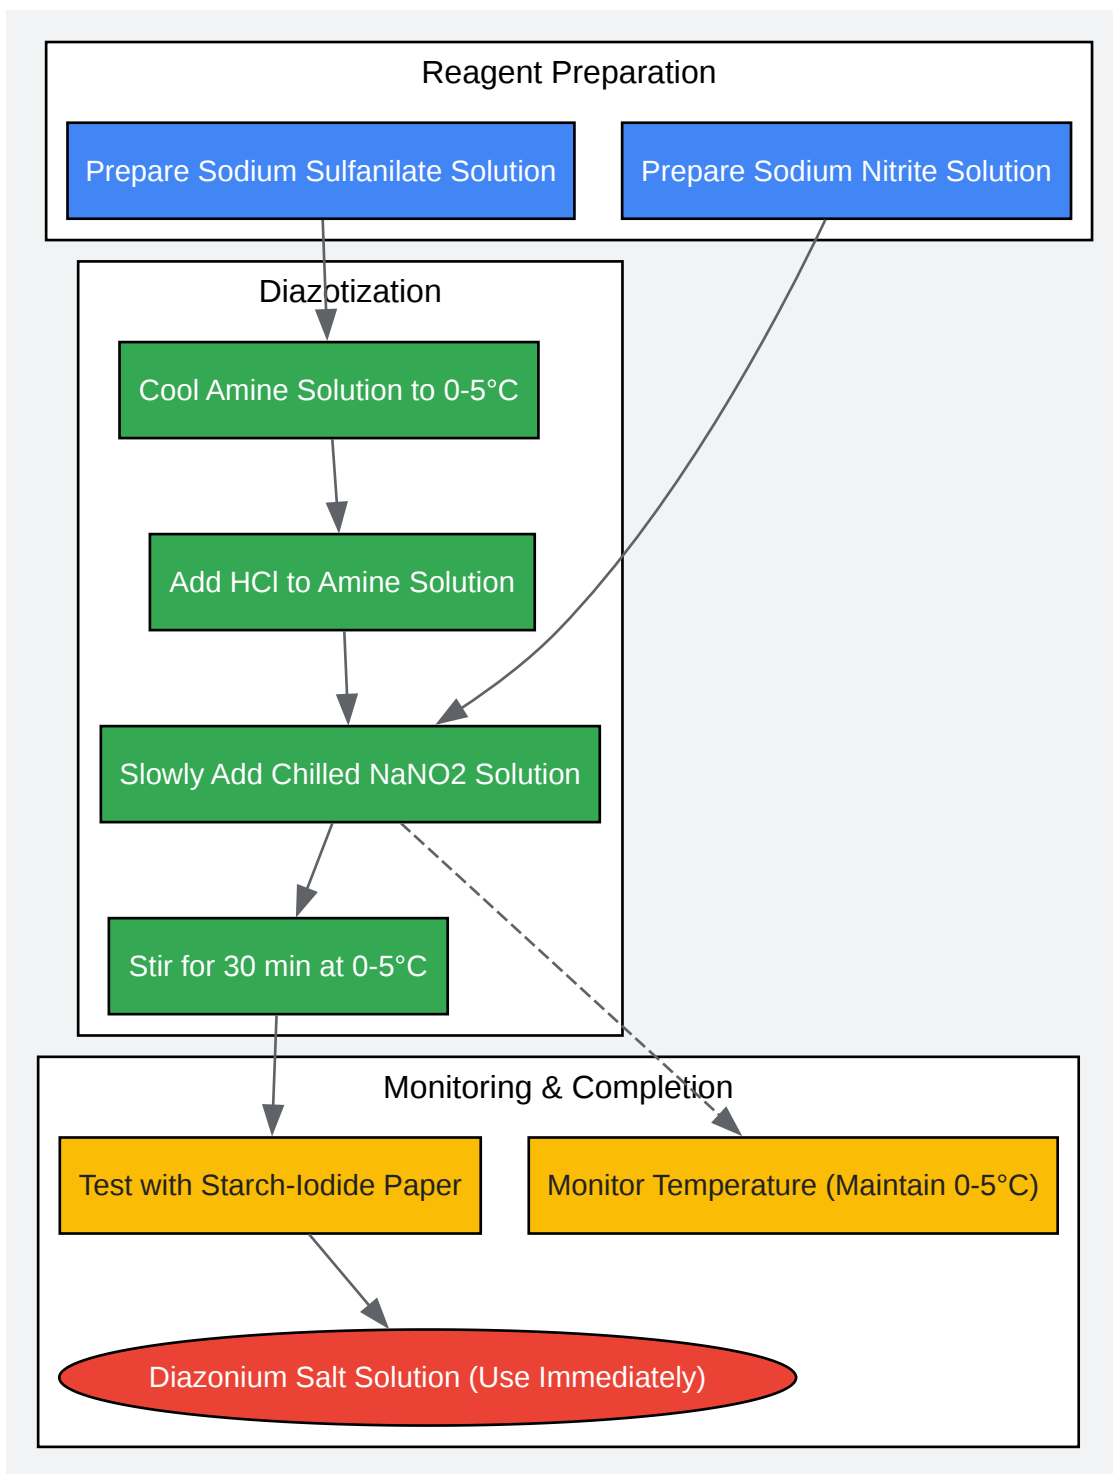 Reagent Preparation
Prepare Sodium Sulfanilate Solution
Prepare Sodium Nitrite Solution
Diazotization
Cool Amine Solution to 0-5°C
Add HCl to Amine Solution
Slowly Add Chilled NaNO2 Solution
Stir for 30 min at 0-5°C
Monitoring & Completion
Test with Starch-Iodide Paper
Monitor Temperature (Maintain 0-5°C)
Diazonium Salt Solution (Use Immediately)